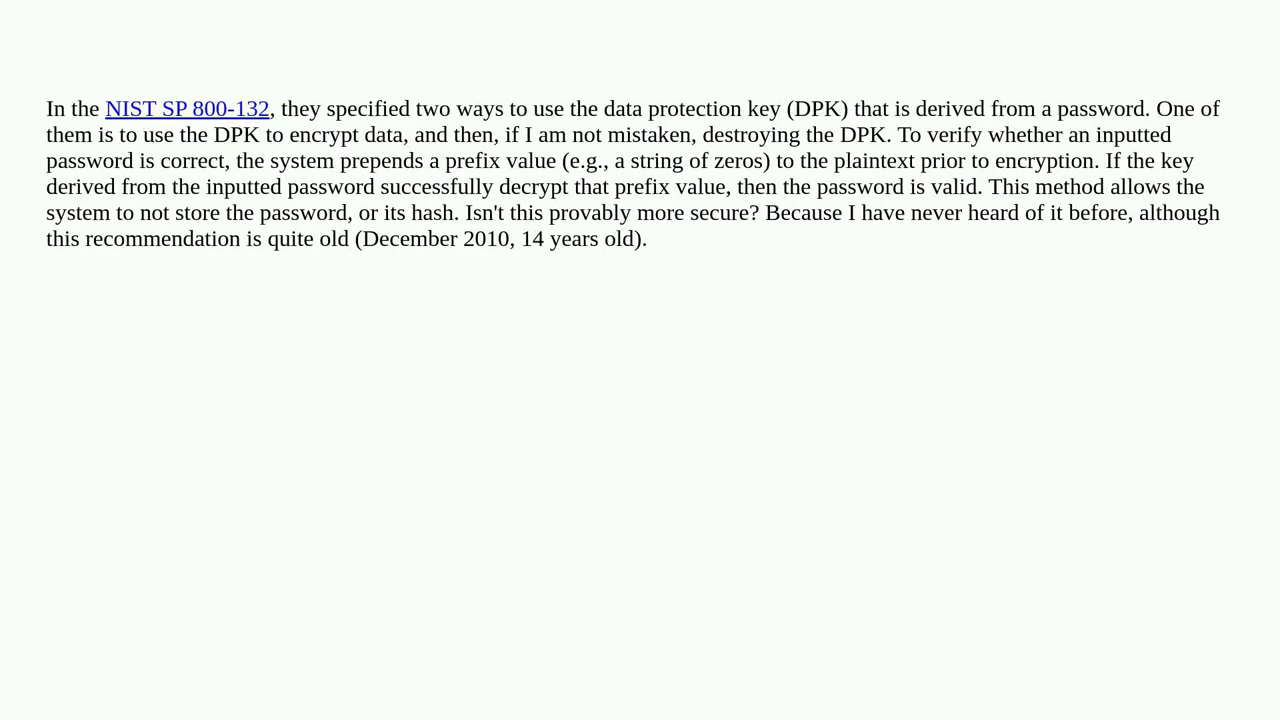 In the NIST SP 800-132, they specified two ways to use the data protection key (DPK) that is derived from a password. One of
them is to use the DPK to encrypt data, and then, if I am not mistaken, destroying the DPK. To verify whether an inputted
password is correct, the system prepends a prefix value (e.g., a string of zeros) to the plaintext prior to encryption. If the key
derived from the inputted password successfully decrypt that prefix value, then the password is valid. This method allows the
system to not store the password, or its hash. Isn't this provably more secure? Because I have never heard of it before, although
this recommendation is quite old (December 2010, 14 years old).